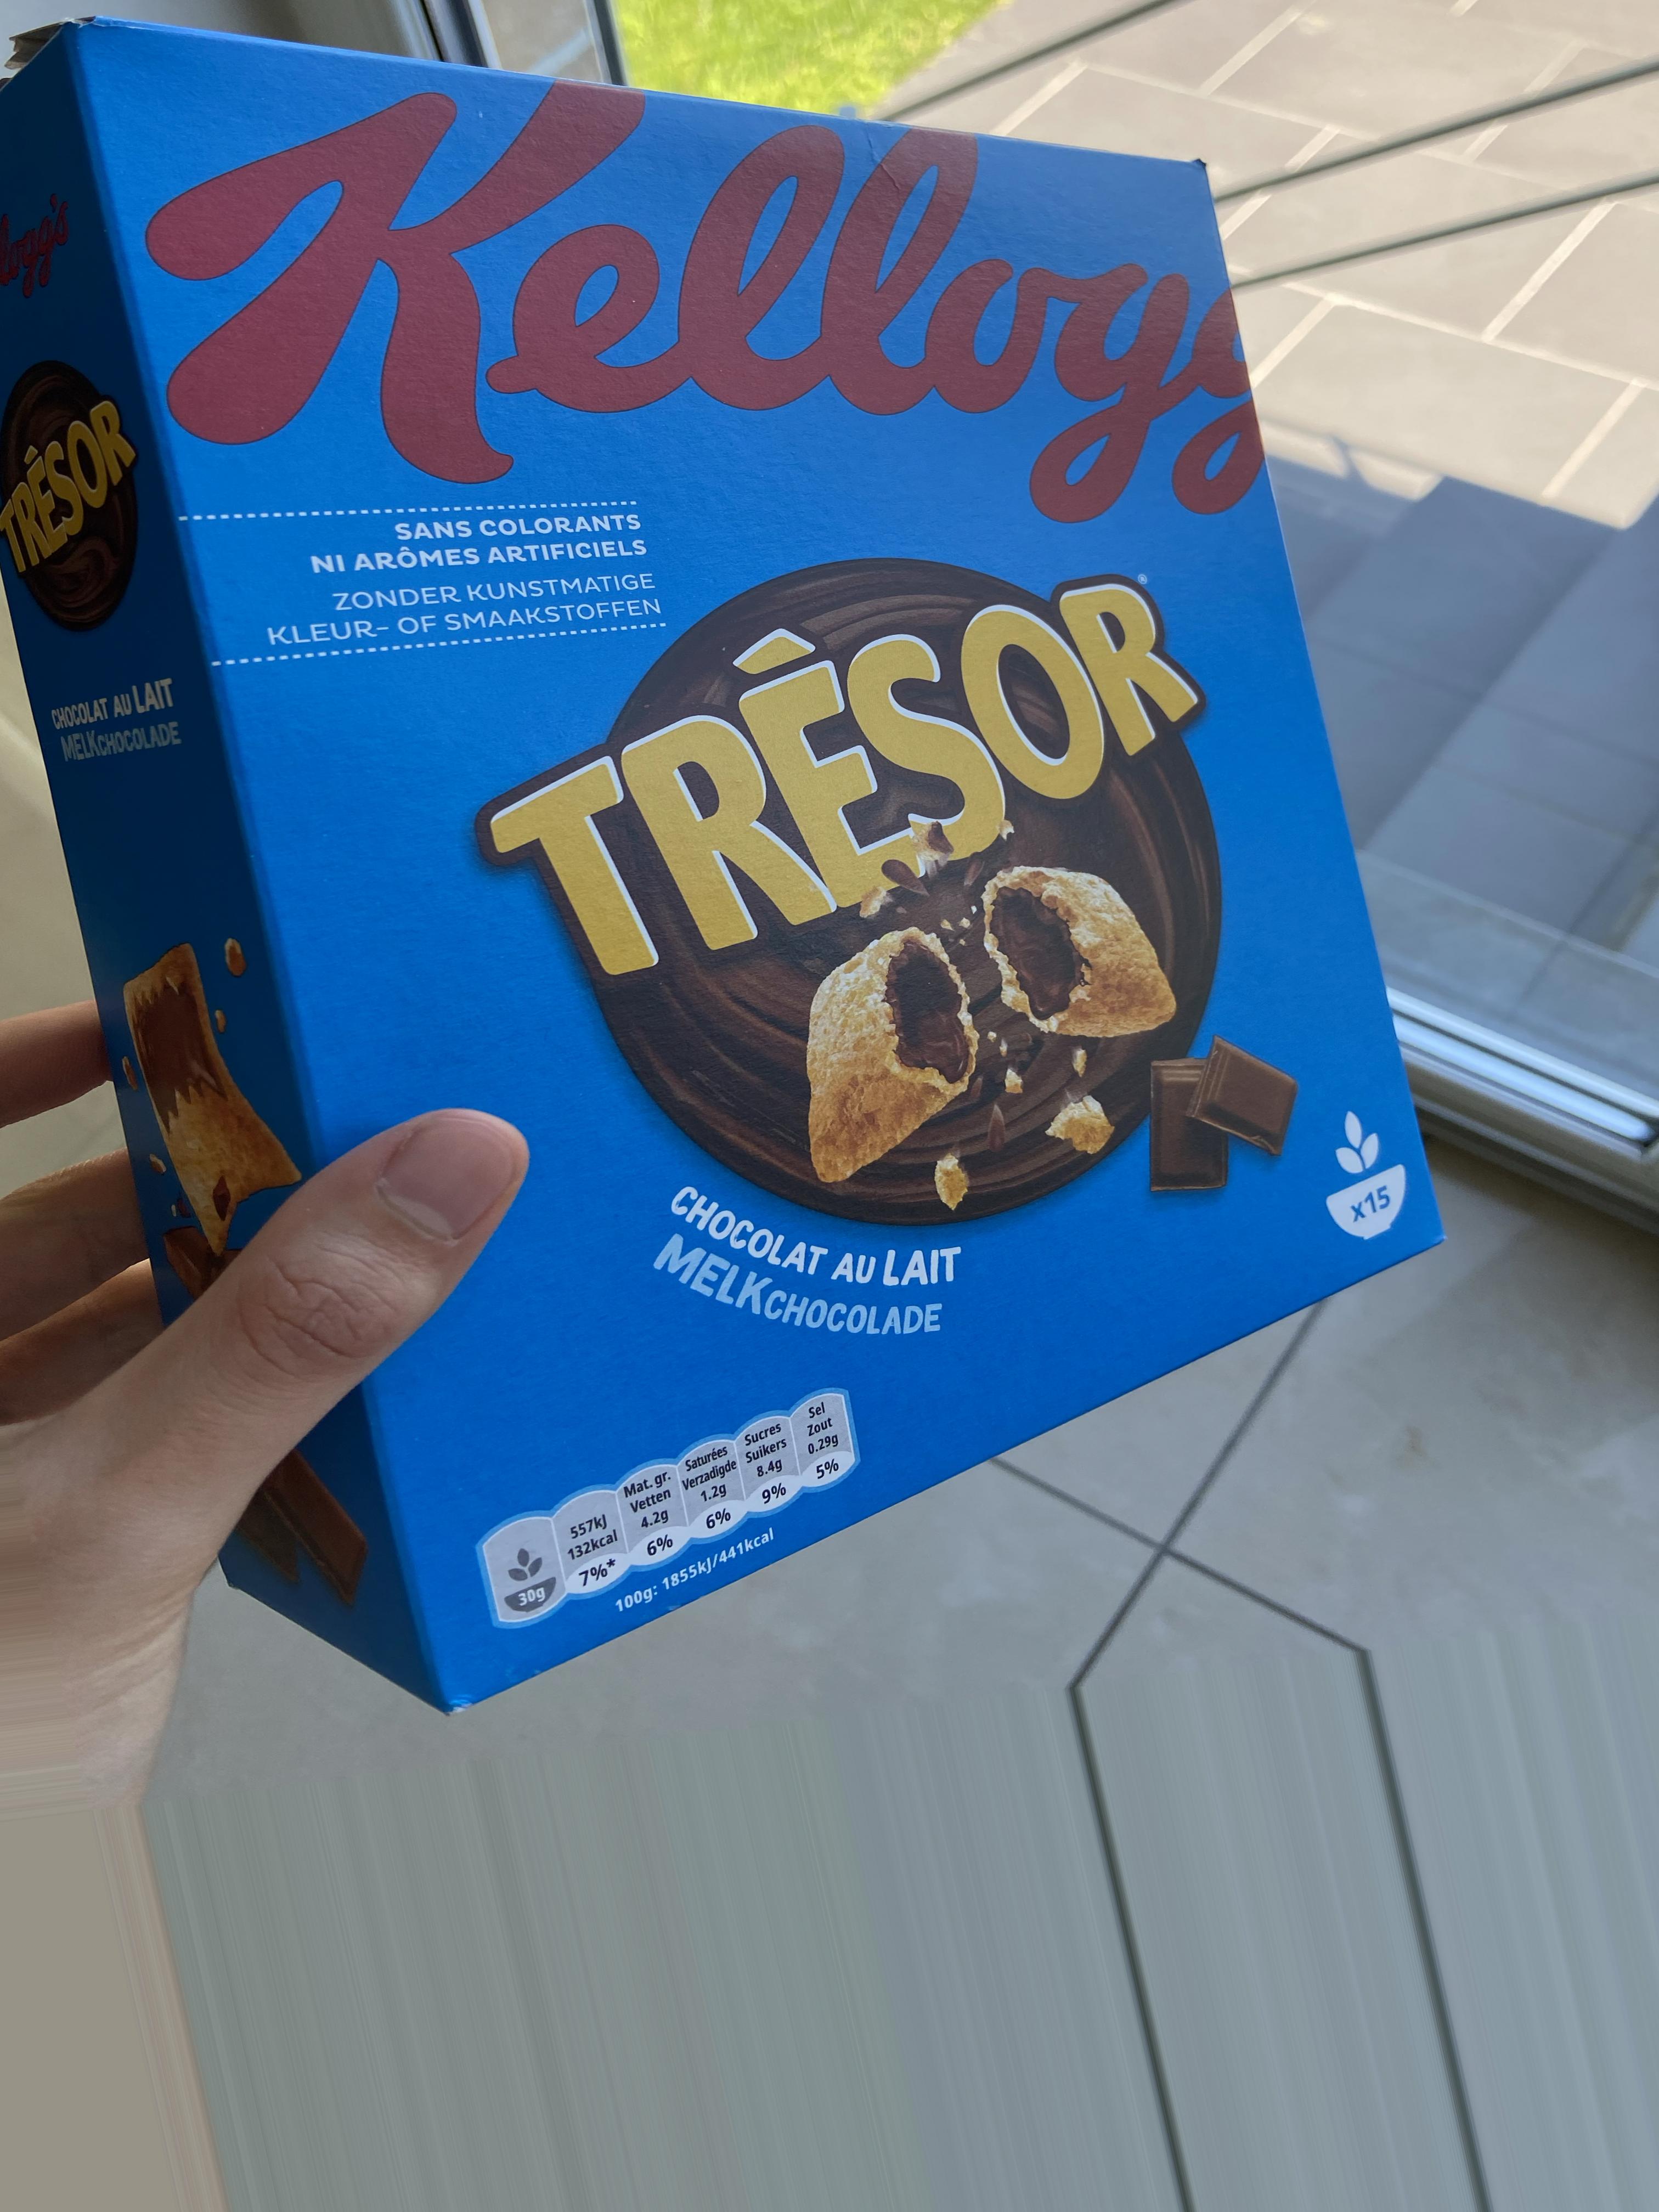 Kellogg
SANS COLORANTS
NI ARÔMES ARTIFICIELS
ZONDER KUNSTMATIGE
KLEUR- OF SMAAKSTOFFEN
TRÉSOR®
CHOCOLAT AU LAIT
MELKCHOCOLADE
x15
30g
557kJ
132kcal
7%*
Mat. gr.
Vetten
4.2g
6%
Saturées
Verzadigde
1.2g
6%
Sucres
Suikers
8.4g
9%
Sel
Zout
0.29g
5%
100g: 1855kJ/441kcal
llogg's
TRÉSOR
CHOCOLAT AU LAIT
MELKCHOCOLADE